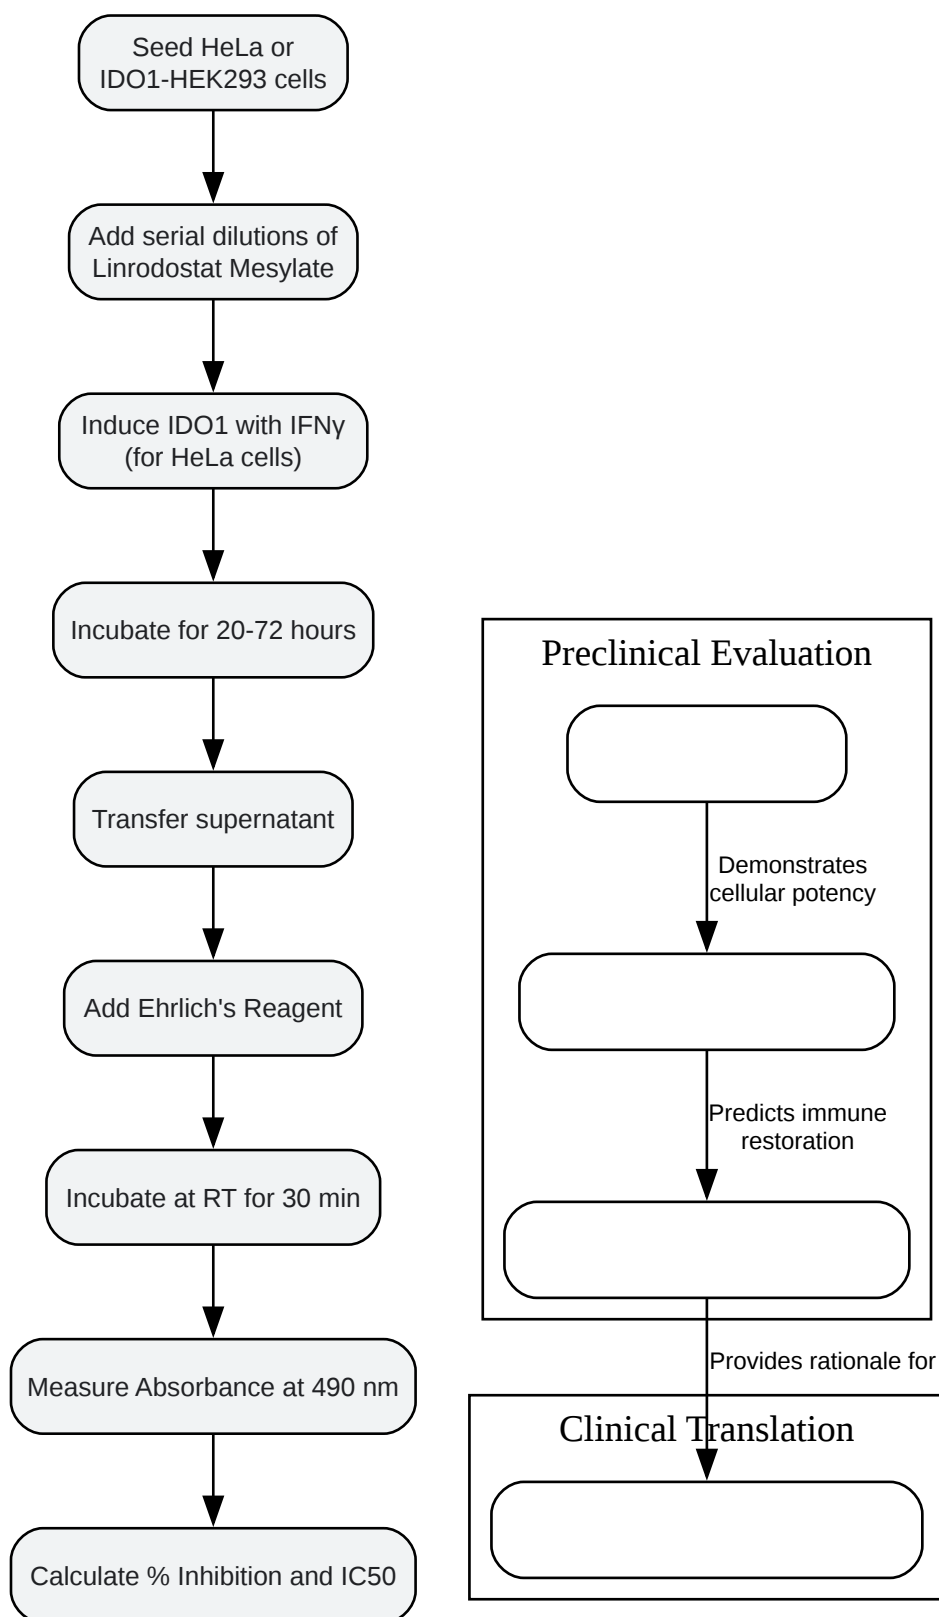 Seed HeLa or
IDO1-HEK293 cells
Add serial dilutions of
Linrodostat Mesylate
Induce IDO1 with IFNγ
(for HeLa cells)
Incubate for 20-72 hours
Transfer supernatant
Add Ehrlich's Reagent
Incubate at RT for 30 min
Measure Absorbance at 490 nm
Calculate % Inhibition and IC50
Preclinical Evaluation
Demonstrates
cellular potency
Predicts immune
restoration
Provides rationale for
Clinical Translation